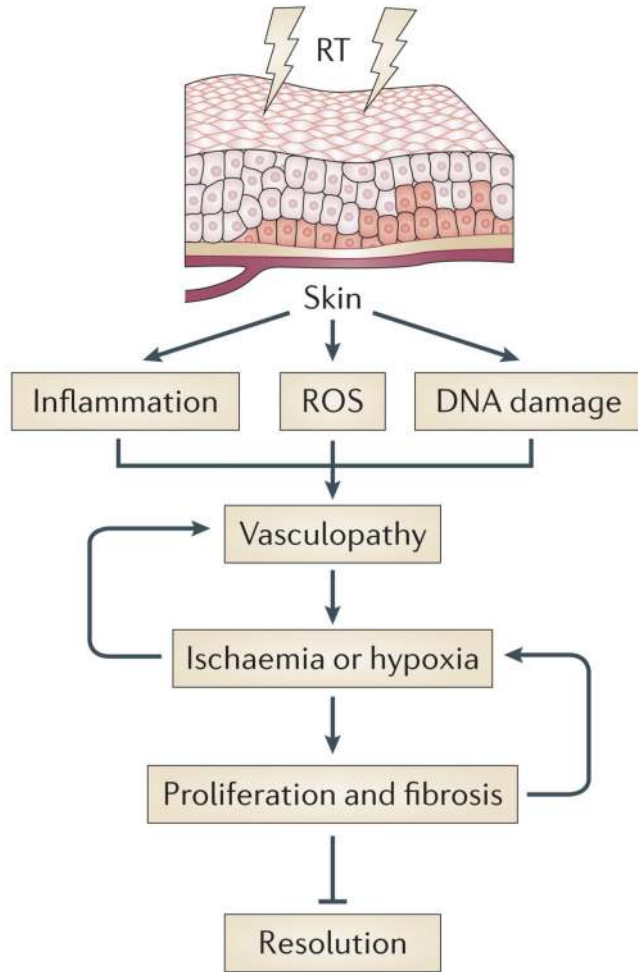 RT
Skin
Inflammation
ROS
DNA damage
Vasculopathy
Ischaemia or hypoxia
Proliferation and fibrosis
Resolution